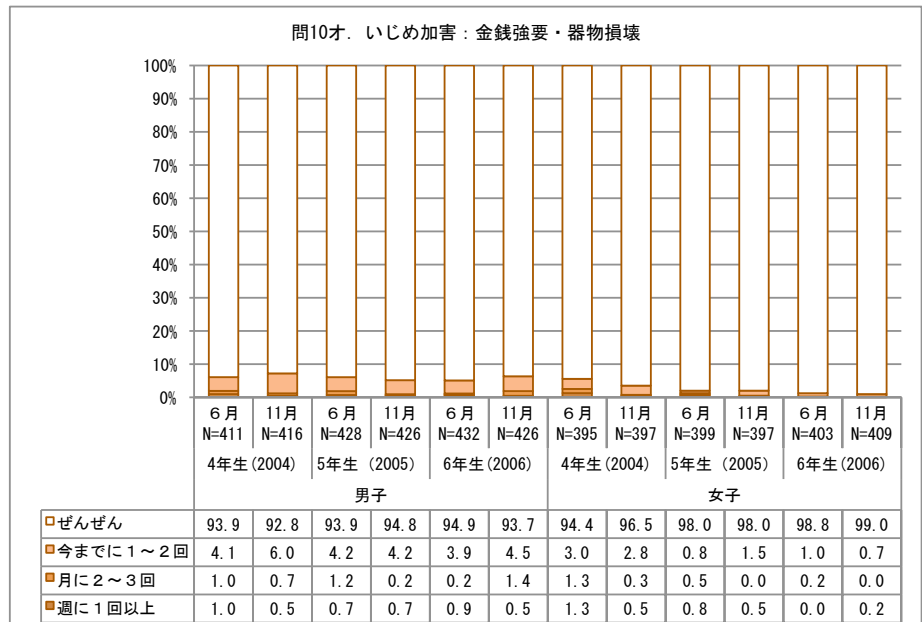 問10才．いじめ加害：金銭強要・器物損壊
100%
90%
80%
70%
60%
50%
40%
30%
20%
10%
0%
６月 11月 ６月 11月 ６月 11月 ６月 11月 ６月 11月 ６月 11月
N=411 N=416 N=428 N=426 N=432 N=426 N=395 N=397 N=399 N=397 N=403 N=409
4年生(2004) 5年生（2005） 6年生(2006) 4年生(2004) 5年生（2005） 6年生(2006)
男子 女子
ぜんぜん 93.9 92.8 93.9 94.8 94.9 93.7 94.4 96.5 98.0 98.0 98.8 99.0
今までに１～２回 4.1 6.0 4.2 4.2 3.9 4.5 3.0 2.8 0.8 1.5 1.0 0.7
月に２～３回 1.0 0.7 1.2 0.2 0.2 1.4 1.3 0.3 0.5 0.0 0.2 0.0
週に１回以上 1.0 0.5 0.7 0.7 0.9 0.5 1.3 0.5 0.8 0.5 0.0 0.2